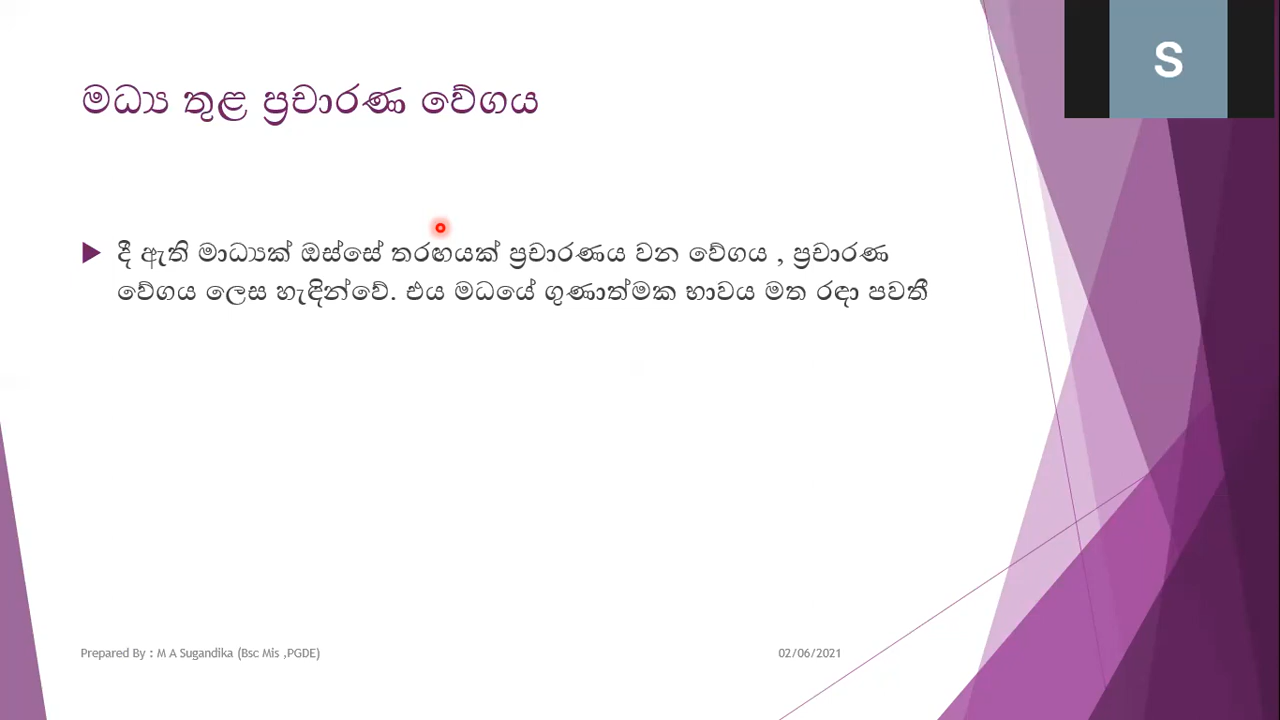 S
මධ්‍ය තුළ ප්‍රචාරණ වේගය
දී ඇති මාධ්‍යක් ඔස්සේ තරඟයක් ප්‍රචාරණය වන වේගය , ප්‍රචාරණ
වේගය ලෙස හැඳින්වේ. එය මධයේ ගුණාත්මක භාවය මත රඳා පවතී
Prepared By : M A Sugandika (Bsc Mis ,PGDE)
02/06/2021